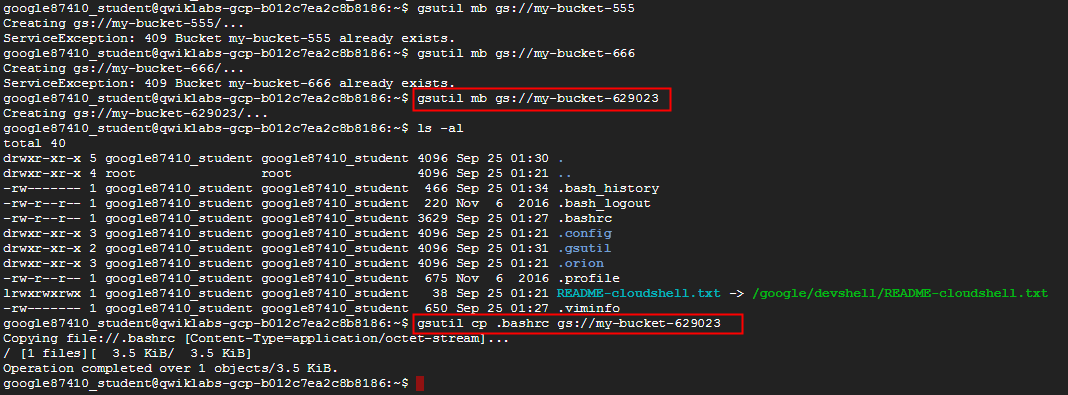 google87410_student@qwiklabs-gcp-b012c7ea2c8b8186:~$ gsutil mb gs://my-bucket-555
Creating gs://my-bucket-555/...
ServiceException: 409 Bucket my-bucket-555 already exists.
google87410_student@qwiklabs-gcp-b012c7ea2c8b8186:~$ gsutil mb gs://my-bucket-666
Creating gs://my-bucket-666/...
ServiceException: 409 Bucket my-bucket-666 already exists.
google87410_student@qwiklabs-gcp-b012c7ea2c8b8186:~$ gsutil mb gs://my-bucket-629023
Creating gs://my-bucket-629023/...
google87410_student@qwiklabs-gcp-b012c7ea2c8b8186:~$ ls -al
total 40
drwxr-xr-x 5 google87410_student google87410_student 4096 Sep 25 01:30 .
drwxr-xr-x 4 root                root                4096 Sep 25 01:21 ..
-rw------- 1 google87410_student google87410_student  466 Sep 25 01:34 .bash_history
-rw-r--r-- 1 google87410_student google87410_student  220 Nov  6  2016 .bash_logout
-rw-r--r-- 1 google87410_student google87410_student 3629 Sep 25 01:27 .bashrc
drwxr-xr-x 3 google87410_student google87410_student 4096 Sep 25 01:21 .config
drwxr-xr-x 2 google87410_student google87410_student 4096 Sep 25 01:31 .gsutil
drwxr-xr-x 3 google87410_student google87410_student 4096 Sep 25 01:21 .orion
-rw-r--r-- 1 google87410_student google87410_student  675 Nov  6  2016 .profile
lrwxrwxrwx 1 google87410_student google87410_student   38 Sep 25 01:21 README-cloudshell.txt -> /google/devshell/README-cloudshell.txt
-rw------- 1 google87410_student google87410_student  650 Sep 25 01:27 .viminfo
google87410_student@qwiklabs-gcp-b012c7ea2c8b8186:~$ gsutil cp .bashrc gs://my-bucket-629023
Copying file://.bashrc [Content-Type=application/octet-stream]...
/ [1 files][  3.5 KiB/  3.5 KiB]
Operation completed over 1 objects/3.5 KiB.
google87410_student@qwiklabs-gcp-b012c7ea2c8b8186:~$